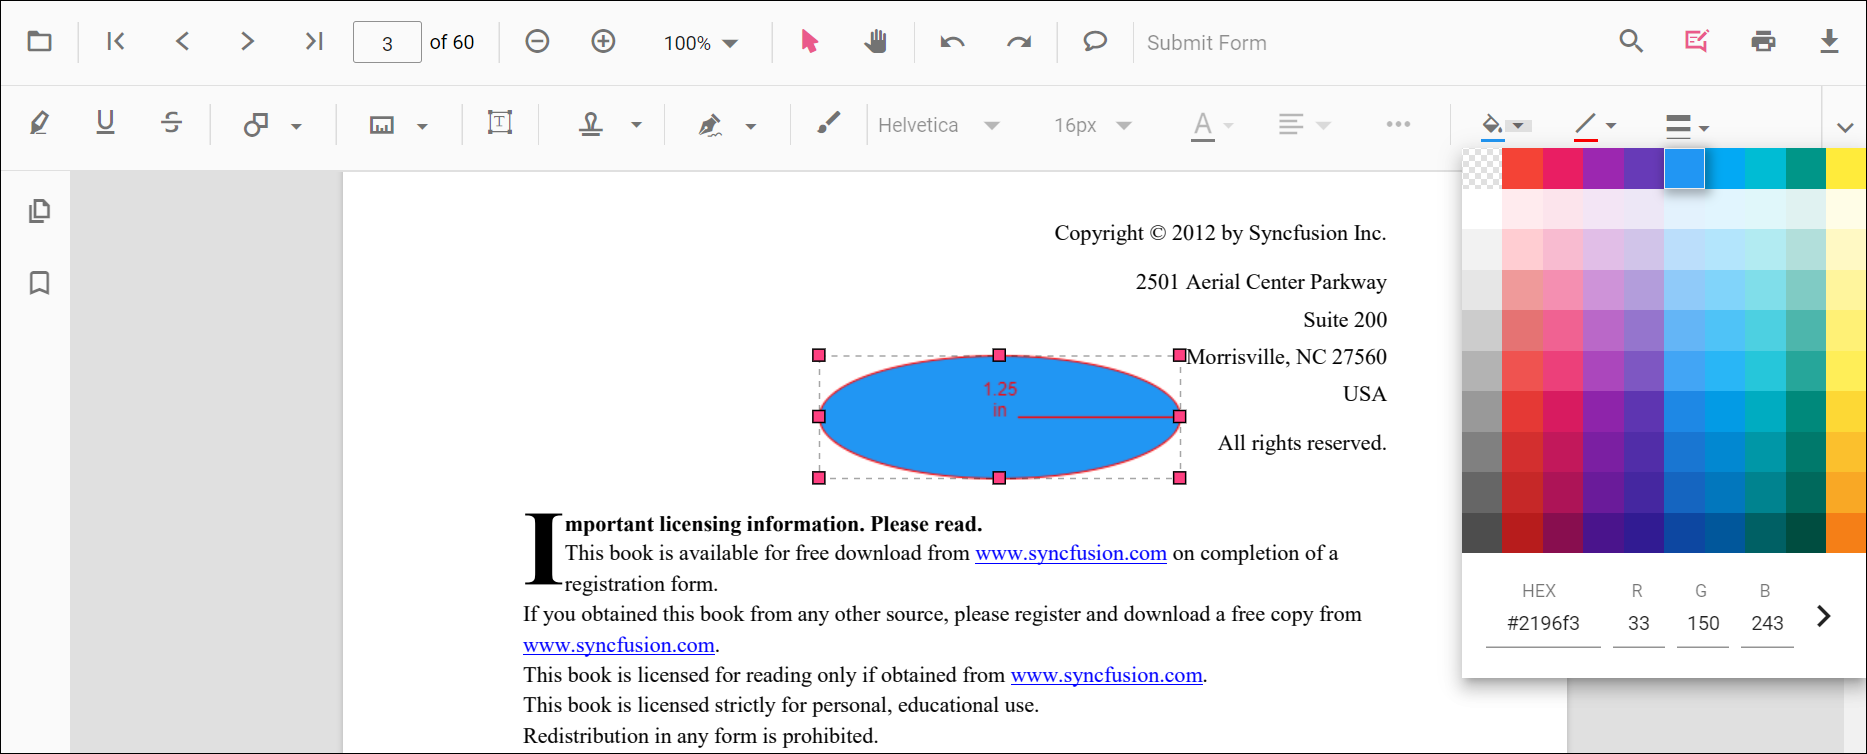 3 of 60 100% Submit Form
U S T Helvetica 16px A
Copyright © 2012 by Syncfusion Inc.
2501 Aerial Center Parkway
Suite 200
Morrisville, NC 27560
USA
All rights reserved.
1.25
in
Important licensing information. Please read.
This book is available for free download from www.syncfusion.com on completion of a
registration form.
If you obtained this book from any other source, please register and download a free copy from
www.syncfusion.com.
This book is licensed for reading only if obtained from www.syncfusion.com.
This book is licensed strictly for personal, educational use.
Redistribution in any form is prohibited.
HEX R G B
#2196f3 33 150 243